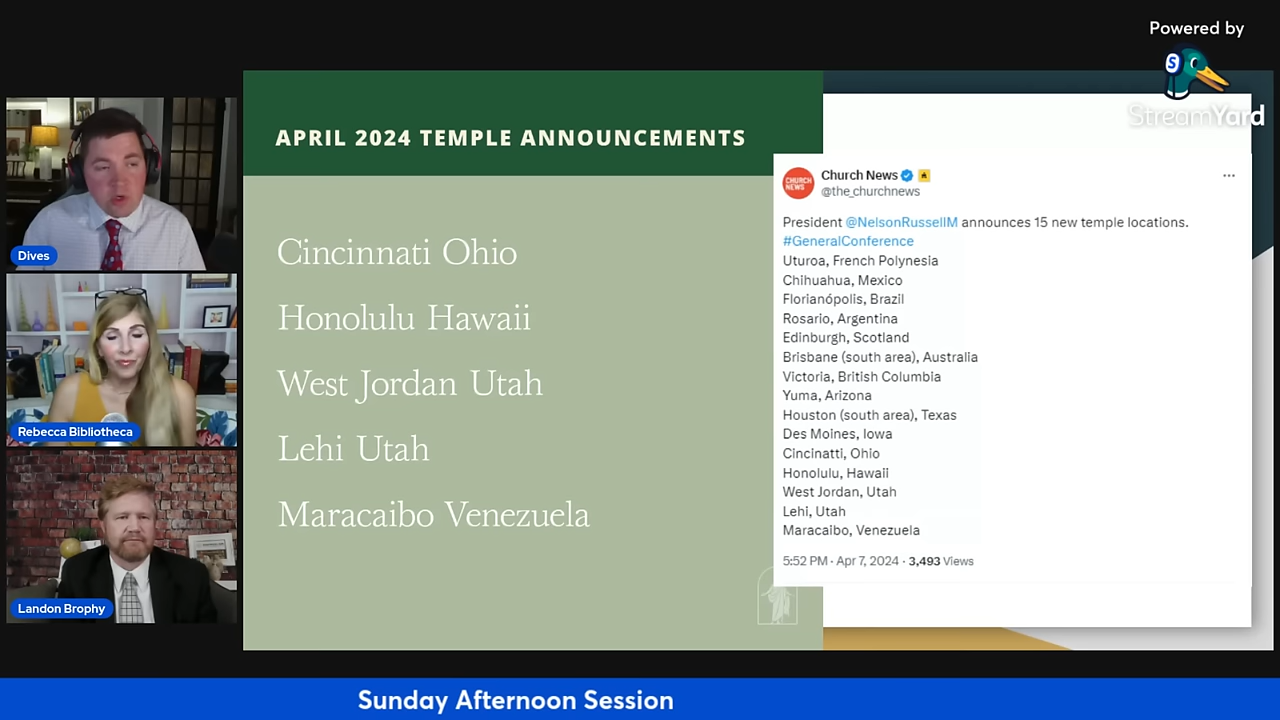 Powered by
StreamYard
APRIL 2024 TEMPLE ANNOUNCEMENTS
Cincinnati Ohio
Honolulu Hawaii
West Jordan Utah
Lehi Utah
Maracaibo Venezuela
CHURCH
NEWS
Church News
@the_churchnews
President @NelsonRussellM announces 15 new temple locations.
#GeneralConference
Uturoa, French Polynesia
Chihuahua, Mexico
Florianópolis, Brazil
Rosario, Argentina
Edinburgh, Scotland
Brisbane (south area), Australia
Victoria, British Columbia
Yuma, Arizona
Houston (south area), Texas
Des Moines, Iowa
Cincinatti, Ohio
Honolulu, Hawaii
West Jordan, Utah
Lehi, Utah
Maracaibo, Venezuela
5:52 PM · Apr 7, 2024 · 3,493 Views
Dives
Rebecca Bibliotheca
Landon Brophy
Sunday Afternoon Session